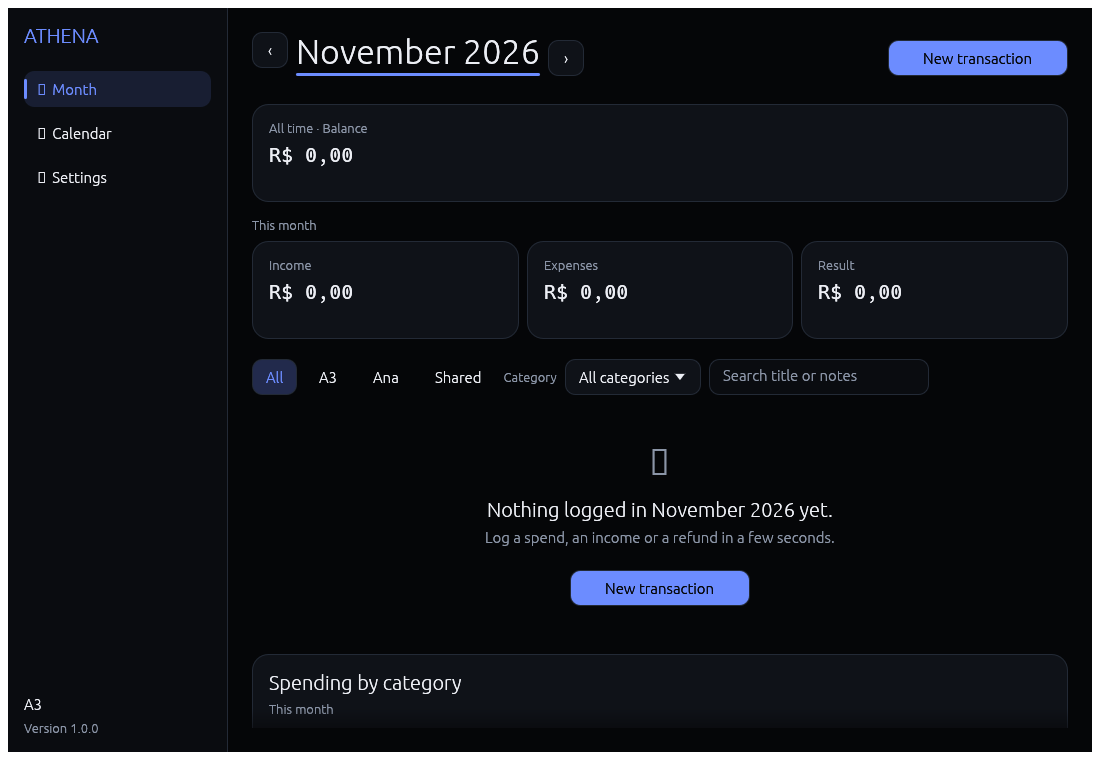 ATHENA
Month
Calendar
Settings
A3
Version 1.0.0
‹ November 2026 ›
New transaction
All time · Balance
R$ 0,00
This month
Income
R$ 0,00
Expenses
R$ 0,00
Result
R$ 0,00
All A3 Ana Shared Category All categories Search title or notes
Nothing logged in November 2026 yet.
Log a spend, an income or a refund in a few seconds.
New transaction
Spending by category
This month